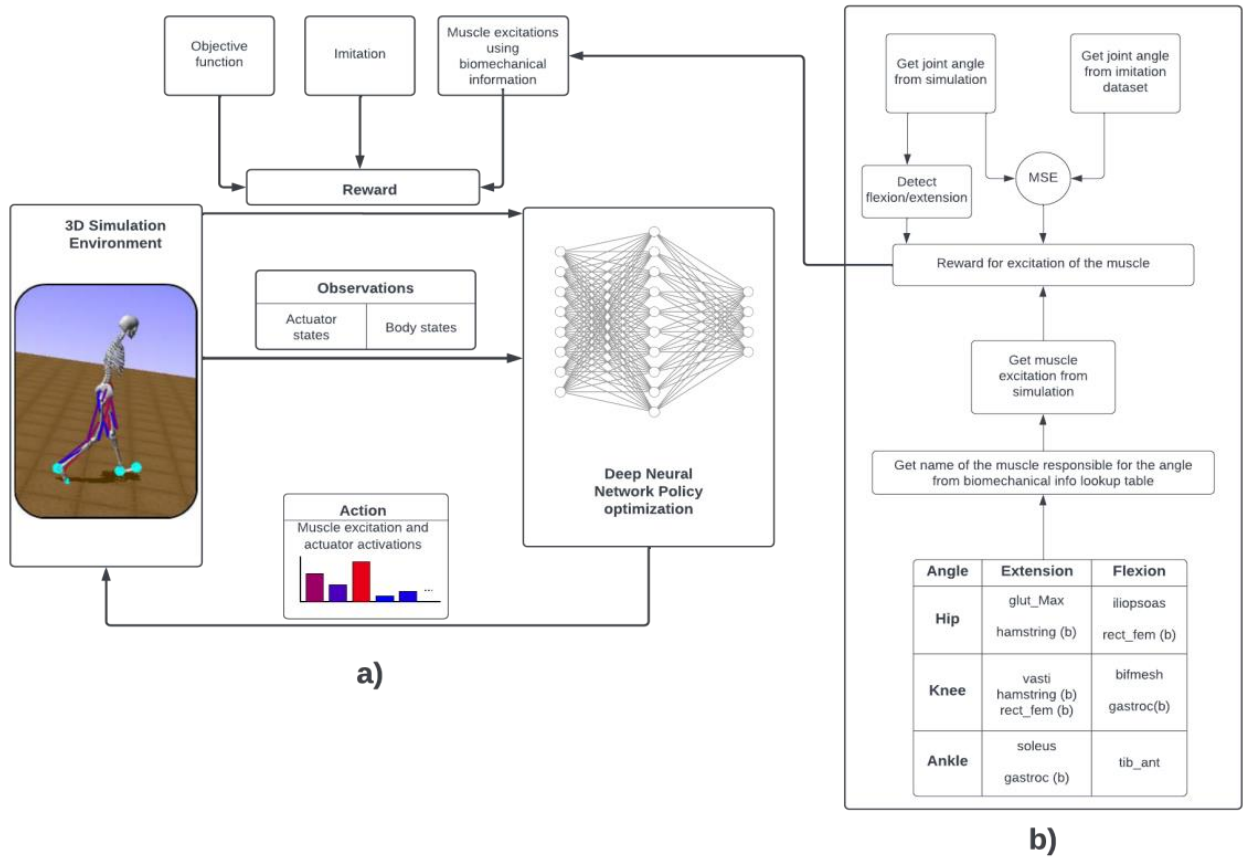 Objective
function
Imitation
Muscle excitations
using
biomechanical
information
Reward
3D Simulation
Environment
Observations
Actuator
states
Body states
Deep Neural
Network Policy
optimization
Action
Muscle excitation and
actuator activations
...
a)
Get joint angle
from simulation
Get joint angle
from imitation
dataset
Detect
flexion/extension
MSE
Reward for excitation of the muscle
Get muscle
excitation from
simulation
Get name of the muscle responsible for the angle
from biomechanical info lookup table
Angle Extension Flexion
Hip
glut_Max iliopsoas
hamstring (b) rect_fem (b)
Knee
vasti bifmesh
hamstring (b)
rect_fem (b) gastroc(b)
Ankle
soleus tib_ant
gastroc (b)
b)